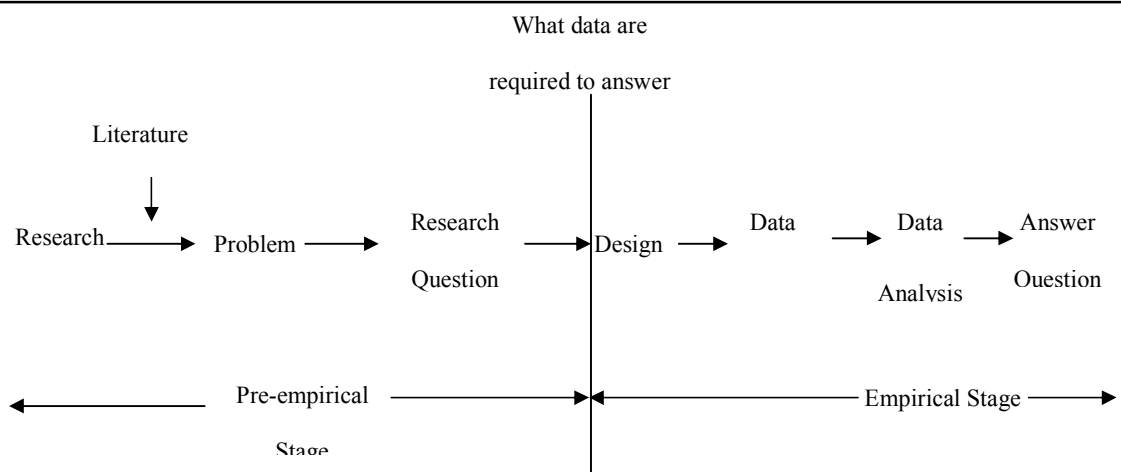 What data are
required to answer
Literature
Research
Problem
Research
Question
Design
Data
Data
Analysis
Answer
Question
Pre-empirical
Stage
Empirical Stage